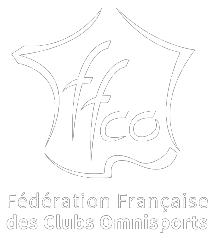 ffco
Fédération Française
des Clubs Omnisports